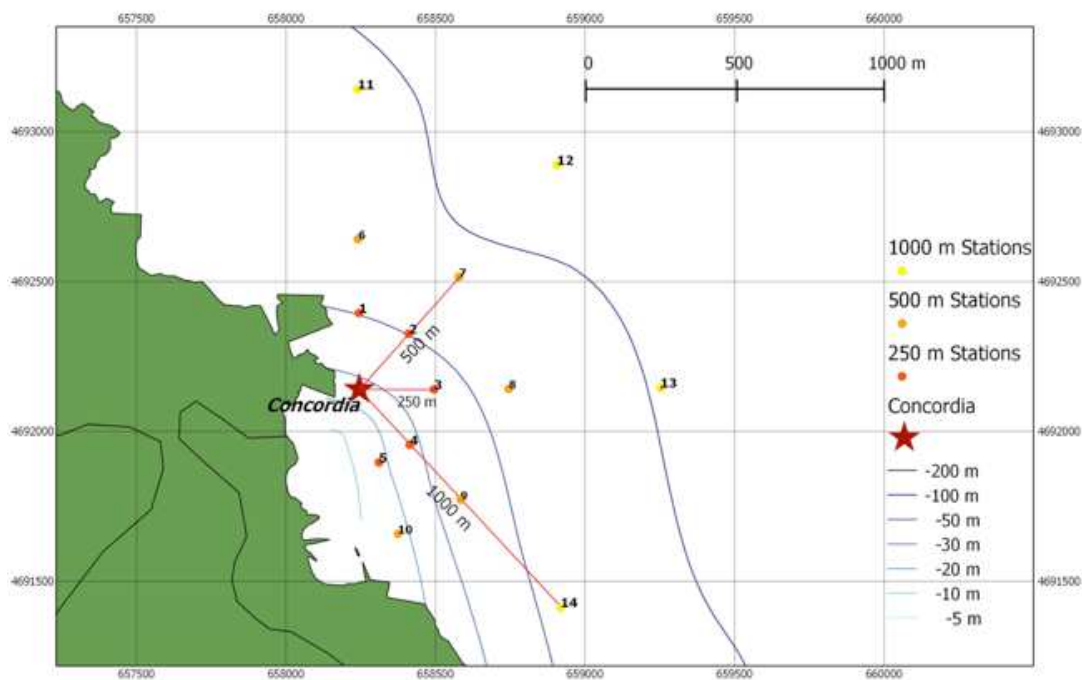 657500 658000 658500 659000 659500 660000
0 500 1000 m
11
4693000 4693000
12
6
1000 m Stations
7
500 m Stations
4692500 4692500
1
2
500 m
250 m Stations
3
8
13
250 m
Concordia
Concordia
4692000 4692000
4
5
-200 m
9
1000 m
-100 m
10
-50 m
-30 m
-20 m
4691500 4691500
14
-10 m
-5 m
657500 658000 658500 659000 659500 660000